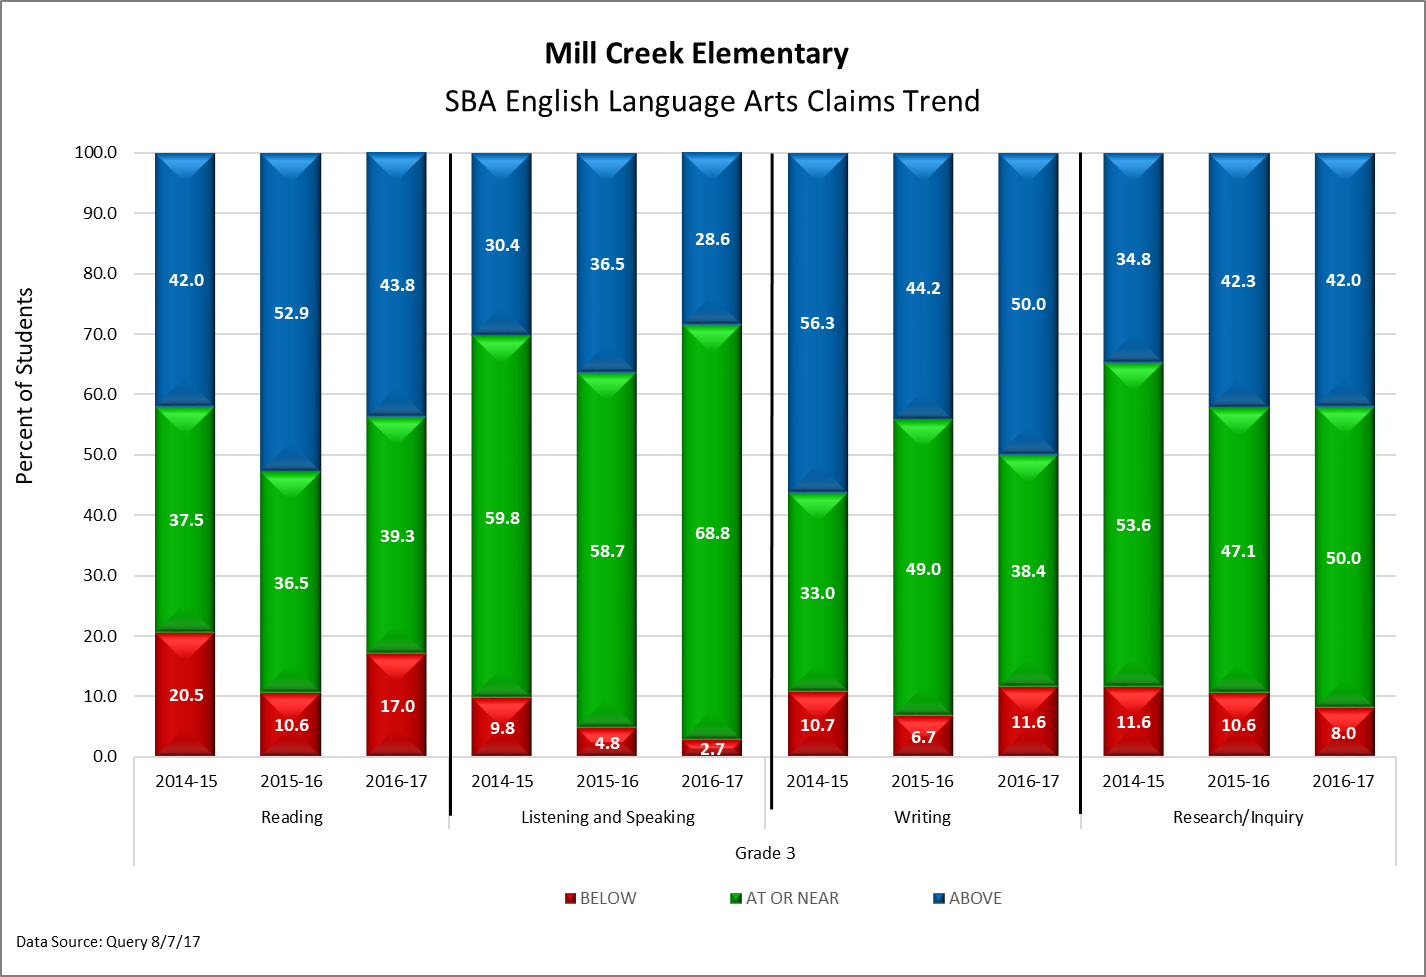 Mill Creek Elementary
SBA English Language Arts Claims Trend
Percent of Students
100.0
90.0
80.0
70.0
60.0
50.0
40.0
30.0
20.0
10.0
0.0
42.0 52.9 43.8 30.4 36.5 28.6 56.3 44.2 50.0 34.8 42.3 42.0
37.5 36.5 39.3 59.8 58.7 68.8 33.0 49.0 38.4 53.6 47.1 50.0
20.5 10.6 17.0 9.8 4.8 2.7 10.7 6.7 11.6 11.6 10.6 8.0
2014-15 2015-16 2016-17 2014-15 2015-16 2016-17 2014-15 2015-16 2016-17 2014-15 2015-16 2016-17
Reading Listening and Speaking Writing Research/Inquiry
Grade 3
BELOW AT OR NEAR ABOVE
Data Source: Query 8/7/17